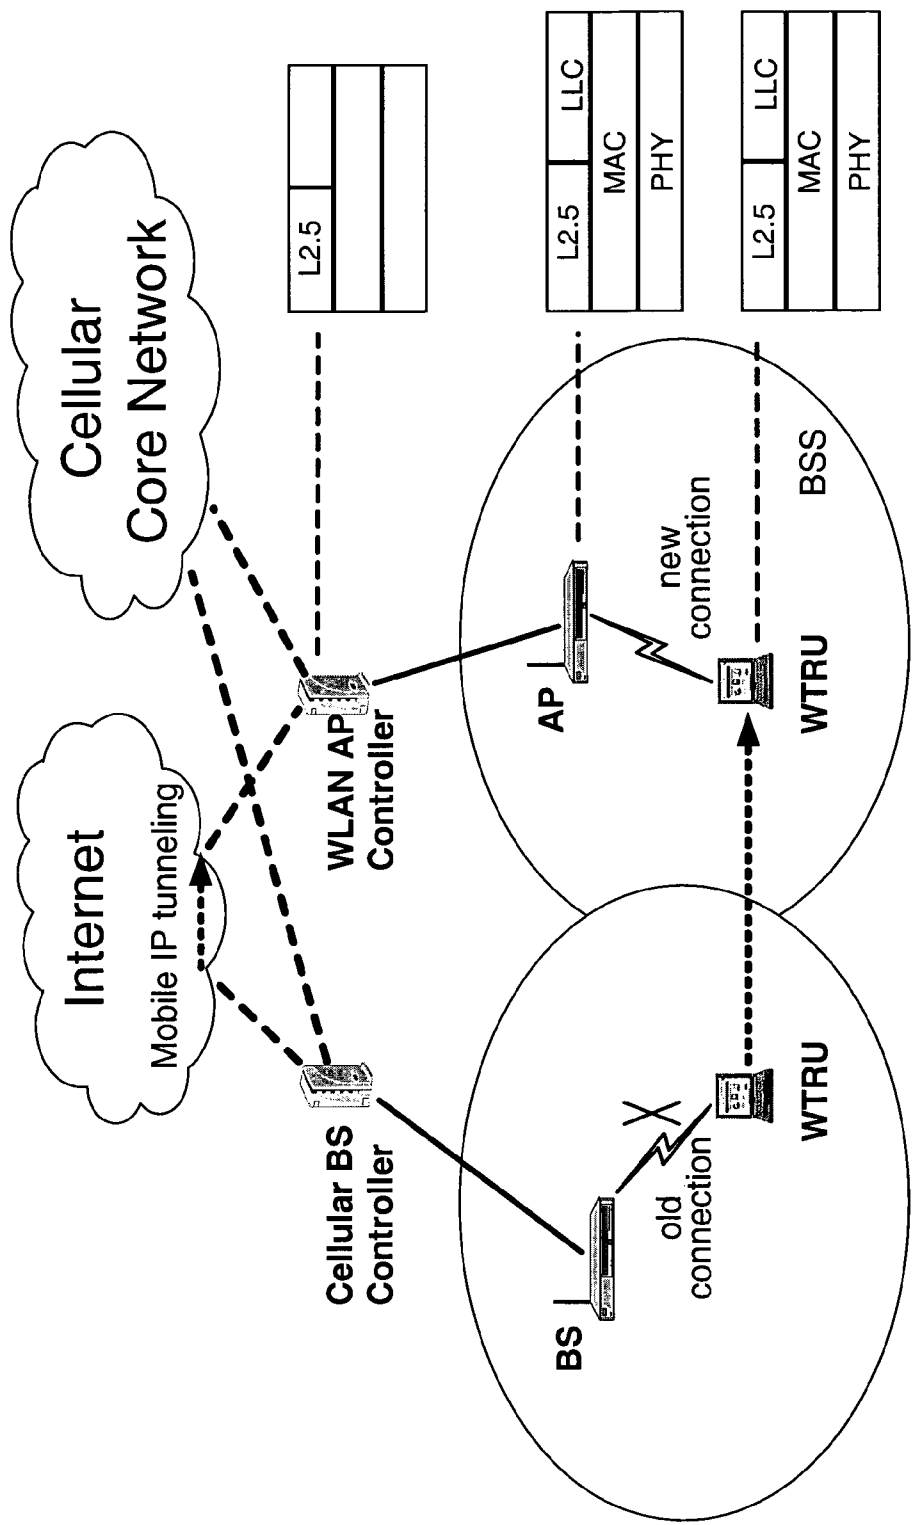 Internet
Mobile IP tunneling
Cellular
Core Network
Cellular BS
Controller
WLAN AP
Controller
L2.5
BS
old
connection
WTRU
AP
new
connection
WTRU
BSS
L2.5
LLC
MAC
PHY
L2.5
LLC
MAC
PHY